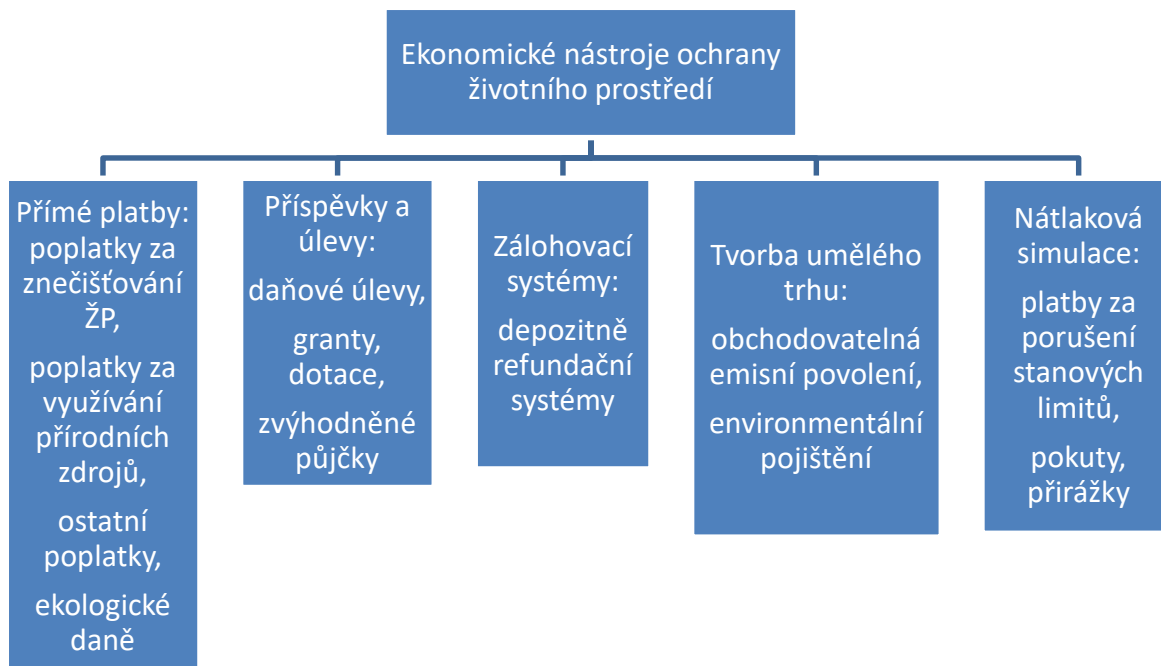 Ekonomické nástroje ochrany
životního prostředí
Přímé platby:
poplatky za
znečišťování
ŽP,
poplatky za
využívání
přírodních
zdrojů,
ostatní
poplatky,
ekologické
daně
Příspěvky a
úlevy:
daňové úlevy,
granty,
dotace,
zvýhodněné
půjčky
Zálohovací
systémy:
depozitně
refundační
systémy
Tvorba umělého
trhu:
obchodovatelná
emisní povolení,
environmentální
pojištění
Nátlaková
simulace:
platby za
porušení
stanových
limitů,
pokuty,
přirážky